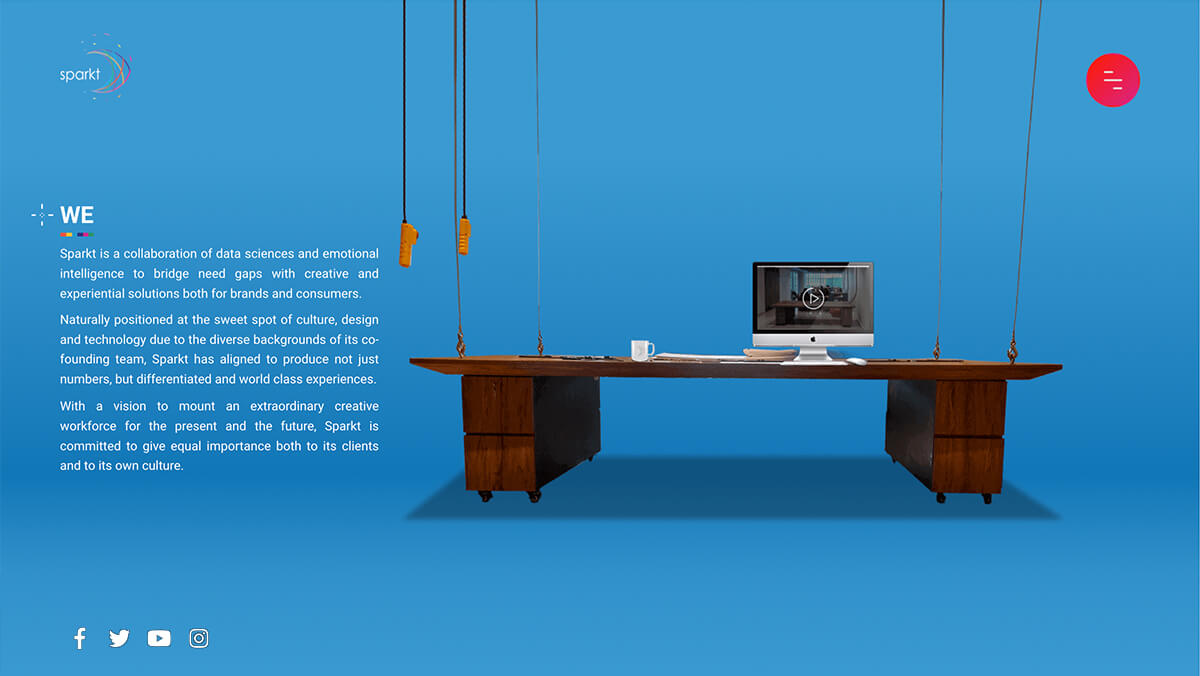 sparkt
WE
Sparkt is a collaboration of data sciences and emotional
intelligence to bridge need gaps with creative and
experiential solutions both for brands and consumers.
Naturally positioned at the sweet spot of culture, design
and technology due to the diverse backgrounds of its co-
founding team, Sparkt has aligned to produce not just
numbers, but differentiated and world class experiences.
With a vision to mount an extraordinary creative
workforce for the present and the future, Sparkt is
committed to give equal importance both to its clients
and to its own culture.